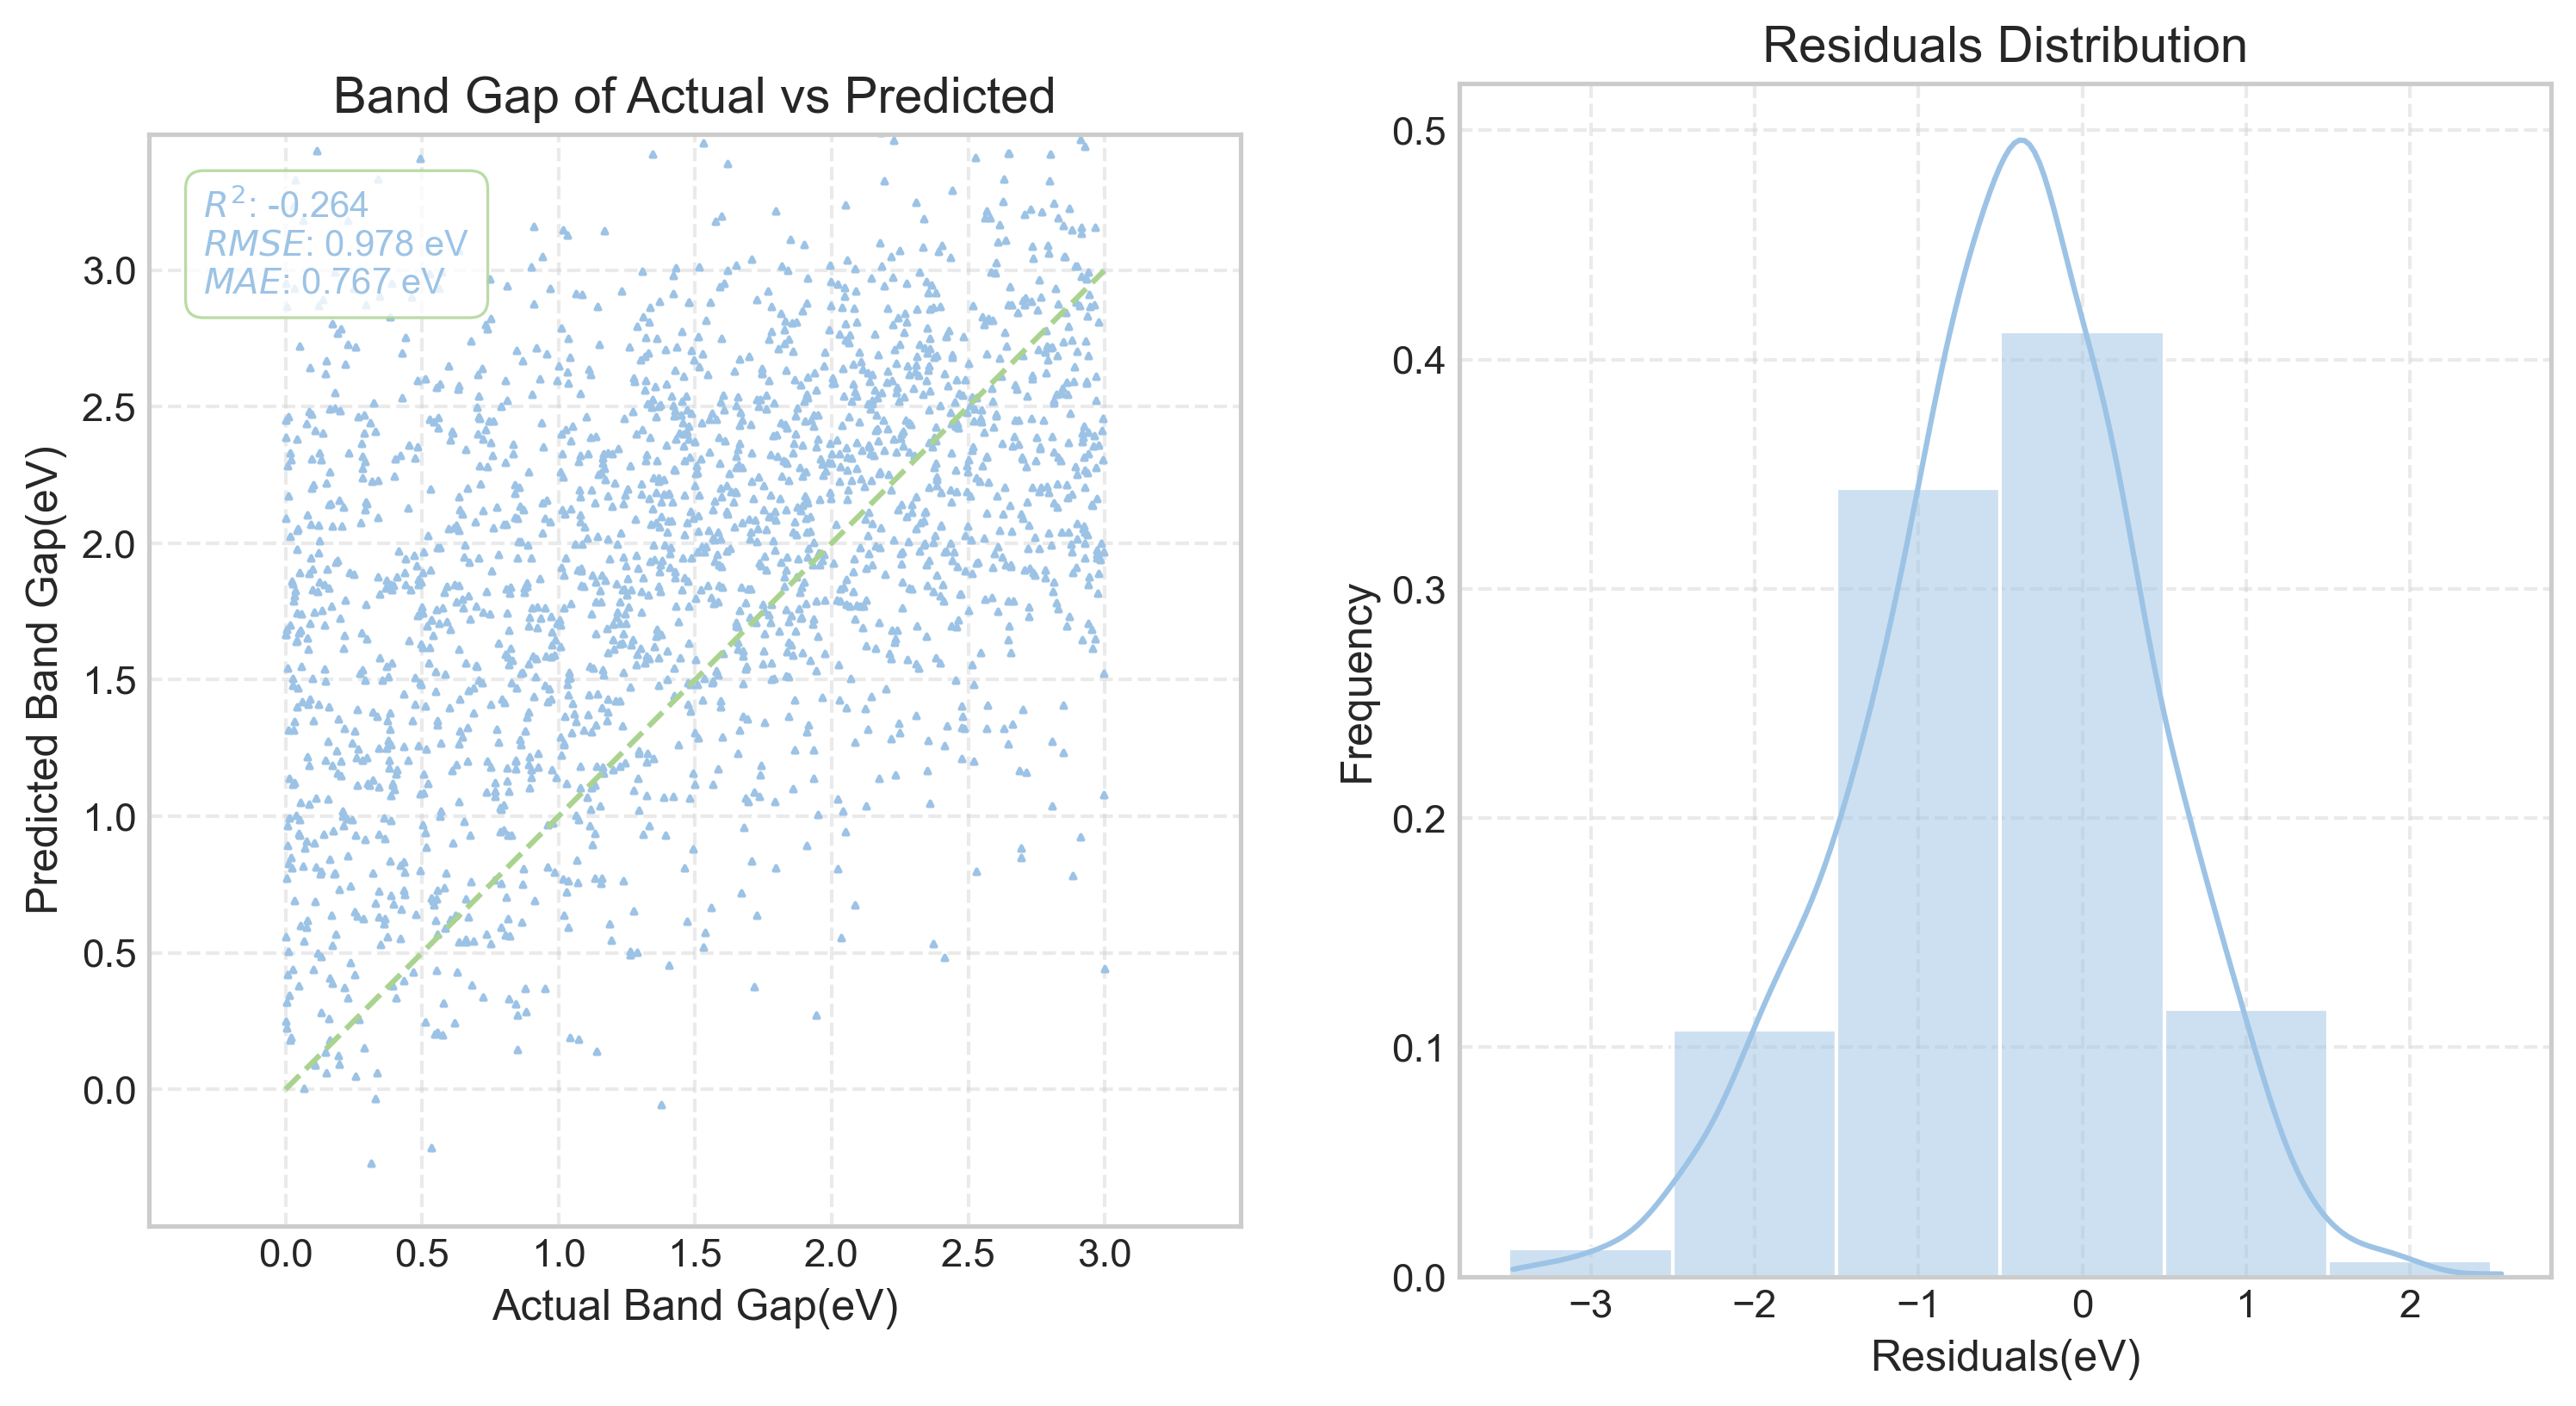 Band Gap of Actual vs Predicted
R²: -0.264
RMSE: 0.978 eV
MAE: 0.767 eV
3.0
2.5
2.0
1.5
1.0
0.5
0.0
Predicted Band Gap(eV)
0.0 0.5 1.0 1.5 2.0 2.5 3.0
Actual Band Gap(eV)
Residuals Distribution
0.5
0.4
0.3
0.2
0.1
0.0
Frequency
−3 −2 −1 0 1 2
Residuals(eV)